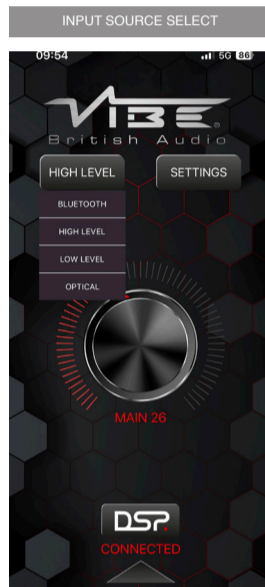 INPUT SOURCE SELECT
09:54 5G 86
VIBE
British Audio
HIGH LEVEL SETTINGS
BLUETOOTH
HIGH LEVEL
LOW LEVEL
OPTICAL
MAIN 26
DSP
CONNECTED